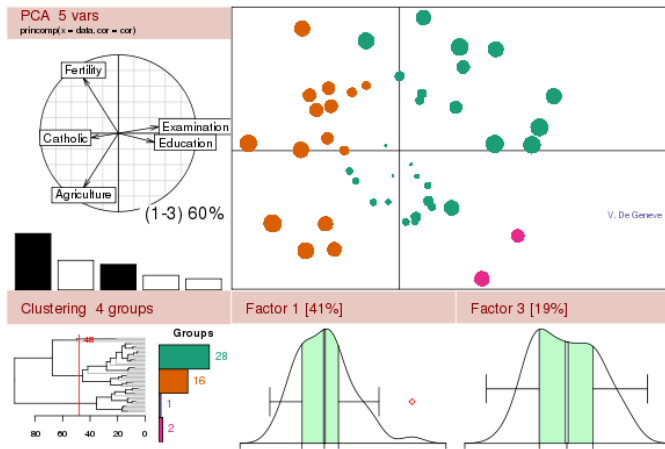 PCA 5 vars
princomp(x = data, cor = cor)
Fertility
Catholic
Examination
Education
Agriculture
(1-3) 60%
V. De Geneve
Clustering 4 groups
Factor 1 [41%]
Factor 3 [19%]
Groups
48
28
16
1
2
80 60 40 20 0